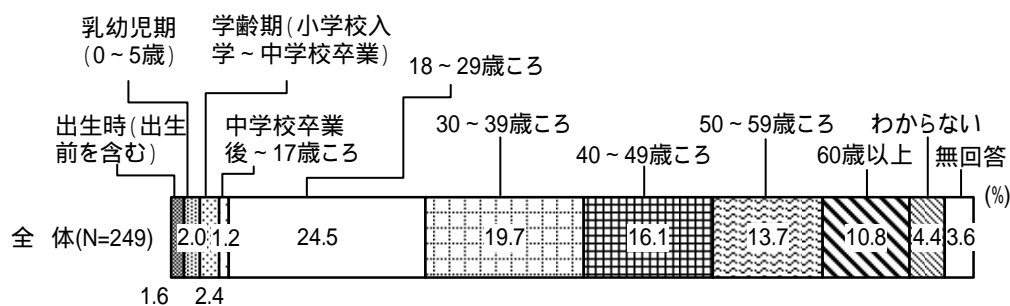 乳幼児期
(0～5歳)
学齢期(小学校入
学～中学校卒業)
18～29歳ころ
出生時(出生
前を含む)
中学校卒業
後～17歳ころ
30～39歳ころ
40～49歳ころ
50～59歳ころ
60歳以上
わからない
無回答
(%)
全 体(N=249)
1.6
2.0
2.4
1.2
24.5
19.7
16.1
13.7
10.8
4.4
3.6